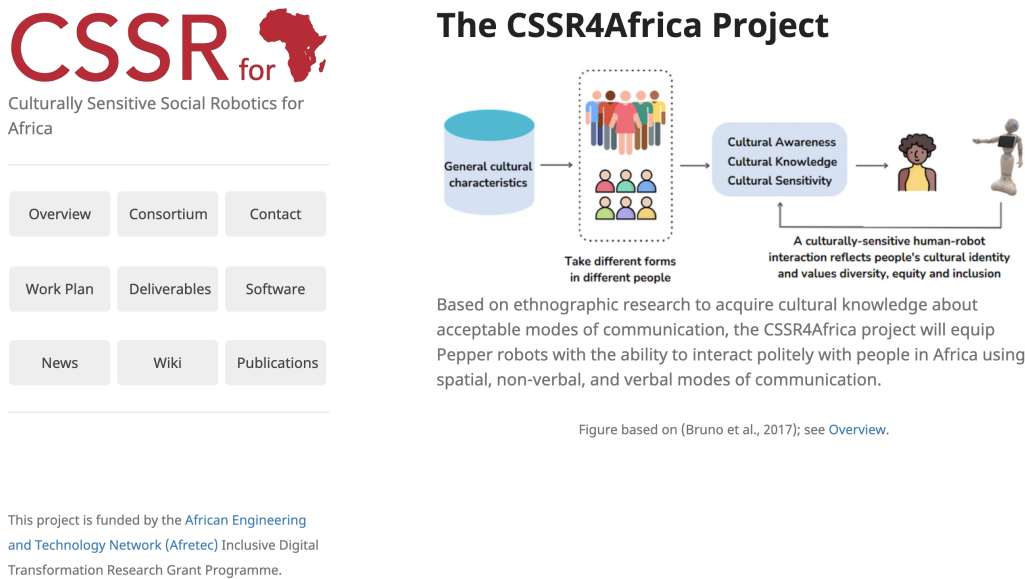 CSSR for
Culturally Sensitive Social Robotics for
Africa
Overview
Consortium
Contact
Work Plan
Deliverables
Software
News
Wiki
Publications
This project is funded by the African Engineering
and Technology Network (Afretec) Inclusive Digital
Transformation Research Grant Programme.
The CSSR4Africa Project
General cultural
characteristics
Take different forms
in different people
Cultural Awareness
Cultural Knowledge
Cultural Sensitivity
A culturally-sensitive human-robot
interaction reflects people's cultural identity
and values diversity, equity and inclusion
Based on ethnographic research to acquire cultural knowledge about
acceptable modes of communication, the CSSR4Africa project will equip
Pepper robots with the ability to interact politely with people in Africa using
spatial, non-verbal, and verbal modes of communication.
Figure based on (Bruno et al., 2017); see Overview.